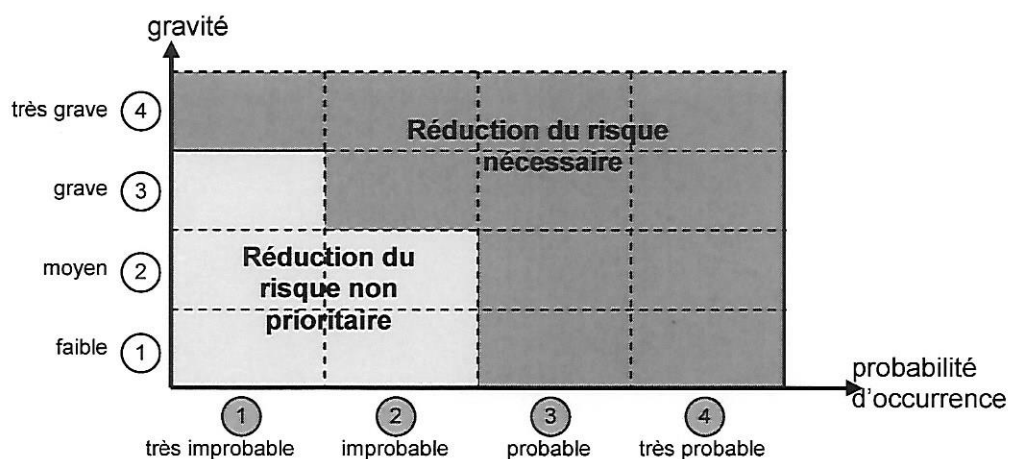 gravité
très grave 4
Réduction du risque
nécessaire
grave 3
Réduction du
risque non
prioritaire
moyen 2
faible 1
probabilité
d'occurrence
1 2 3 4
très improbable improbable probable très probable